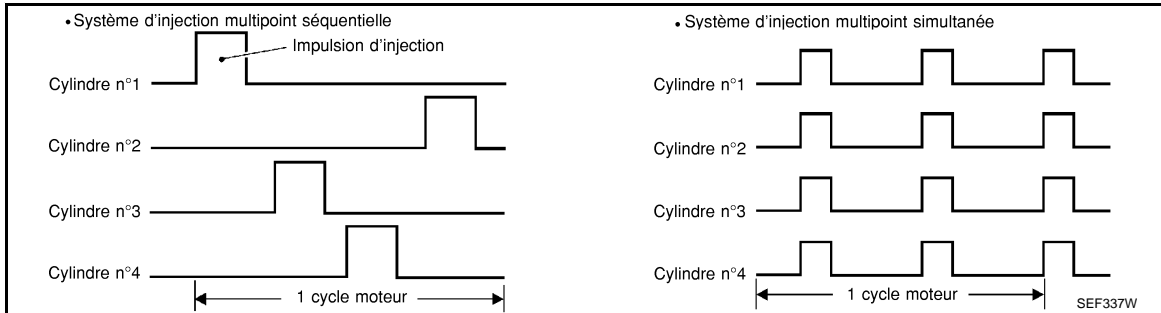 • Système d'injection multipoint séquentielle
Impulsion d'injection
Cylindre n°1
Cylindre n°2
Cylindre n°3
Cylindre n°4
1 cycle moteur
• Système d'injection multipoint simultanée
Cylindre n°1
Cylindre n°2
Cylindre n°3
Cylindre n°4
1 cycle moteur
SEF337W